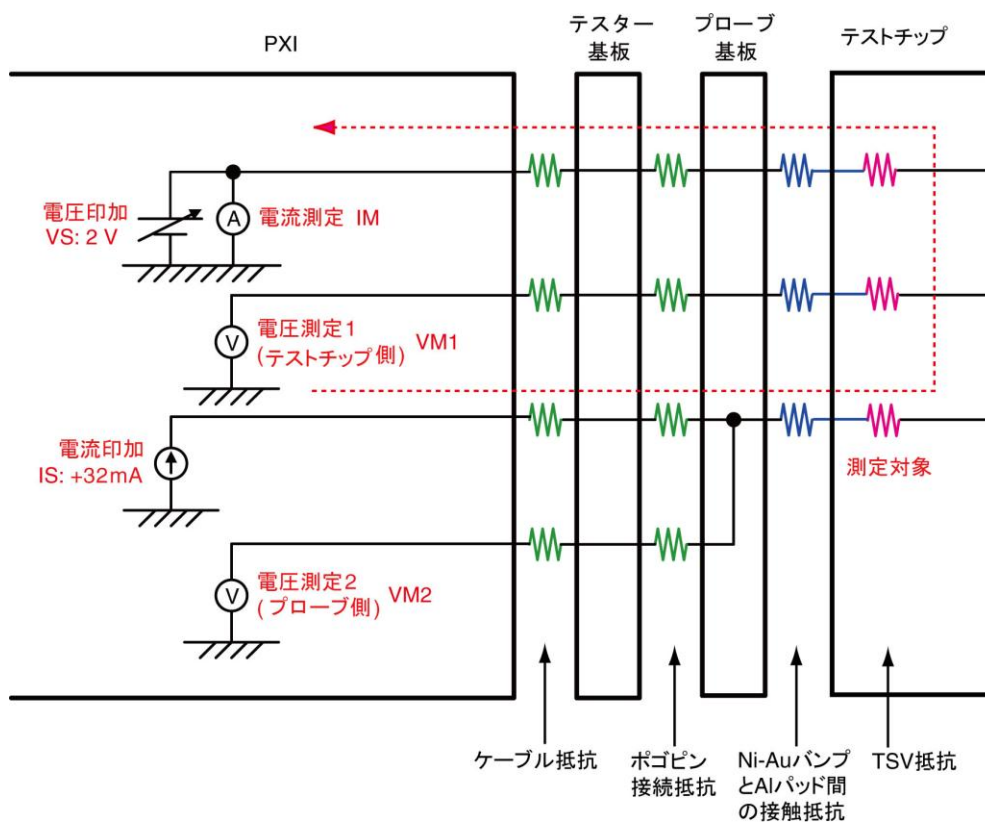 PXI
テスター
基板
プローブ
基板
テストチップ
電圧印加
VS: 2 V
A
電流測定 IM
V
電圧測定1
(テストチップ側)
VM1
電流印加
IS: +32mA
測定対象
V
電圧測定2
(プローブ側)
VM2
ケーブル抵抗
ポゴピン
接続抵抗
Ni-Auバンプ
とAlパッド間
の接触抵抗
TSV抵抗